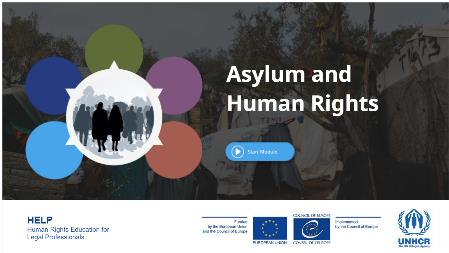 Asylum and
Human Rights
Start Module
HELP
Human Rights Education for
Legal Professionals
Funded
by the European Union
and the Council of Europe
EUROPEAN UNION
COUNCIL OF EUROPE
CONSEIL DE L'EUROPE
Implemented
by the Council of Europe
UNHCR
The UN Refugee Agency